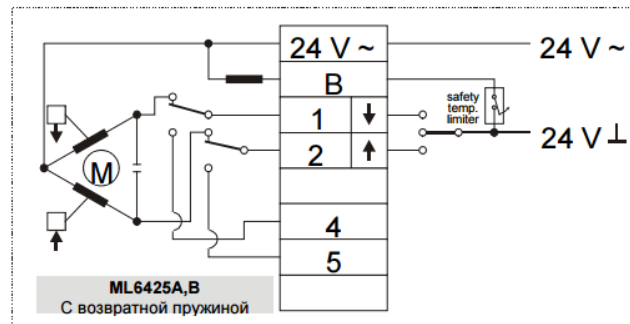 24 V ~
24 V ~
B
safety
temp.
limiter
1
24 V ⊥
2
M
4
5
ML6425A,B
С возвратной пружиной